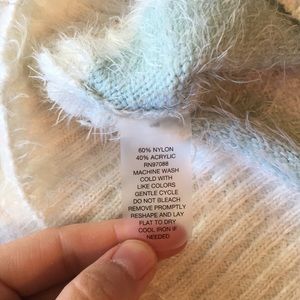 60% NYLON
40% ACRYLIC
RN97088
MACHINE WASH
COLD WITH
LIKE COLORS
GENTLE CYCLE
DO NOT BLEACH
REMOVE PROMPTLY
RESHAPE AND LAY
FLAT TO DRY
COOL IRON IF
NEEDED